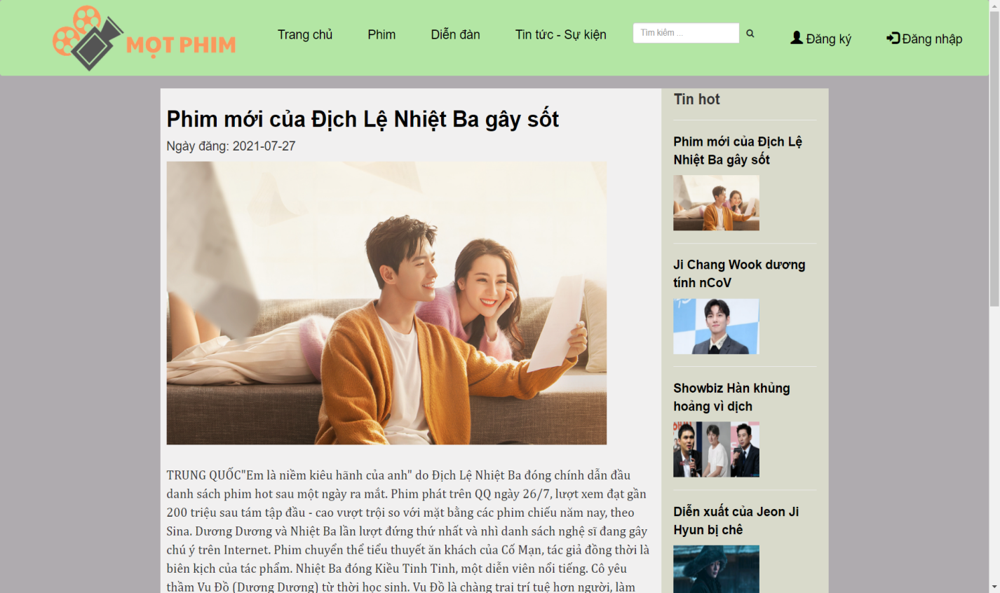 MỌT PHIM
Trang chủ
Phim
Diễn đàn
Tin tức - Sự kiện
Tìm kiếm ...
Đăng ký
Đăng nhập
Phim mới của Địch Lệ Nhiệt Ba gây sốt
Ngày đăng: 2021-07-27
TRUNG QUỐC"Em là niềm kiêu hãnh của anh" do Địch Lệ Nhiệt Ba đóng chính dẫn đầu
danh sách phim hot sau một ngày ra mắt. Phim phát trên QQ ngày 26/7, lượt xem đạt gần
200 triệu sau tám tập đầu - cao vượt trội so với mặt bằng các phim chiếu năm nay, theo
Sina. Dương Dương và Nhiệt Ba lần lượt đứng thứ nhất và nhì danh sách nghệ sĩ đang gây
chú ý trên Internet. Phim chuyển thể tiểu thuyết ăn khách của Cố Mạn, tác giả đồng thời là
biên kịch của tác phẩm. Nhiệt Ba đóng Kiều Tinh Tinh, một diễn viên nổi tiếng. Cô yêu
thầm Vu Đồ (Dương Dương) từ thời học sinh. Vu Đồ là chàng trai trí tuệ hơn người, làm
Tin hot
Phim mới của Địch Lệ
Nhiệt Ba gây sốt
Ji Chang Wook dương
tính nCoV
Showbiz Hàn khủng
hoảng vì dịch
Diễn xuất của Jeon Ji
Hyun bị chê